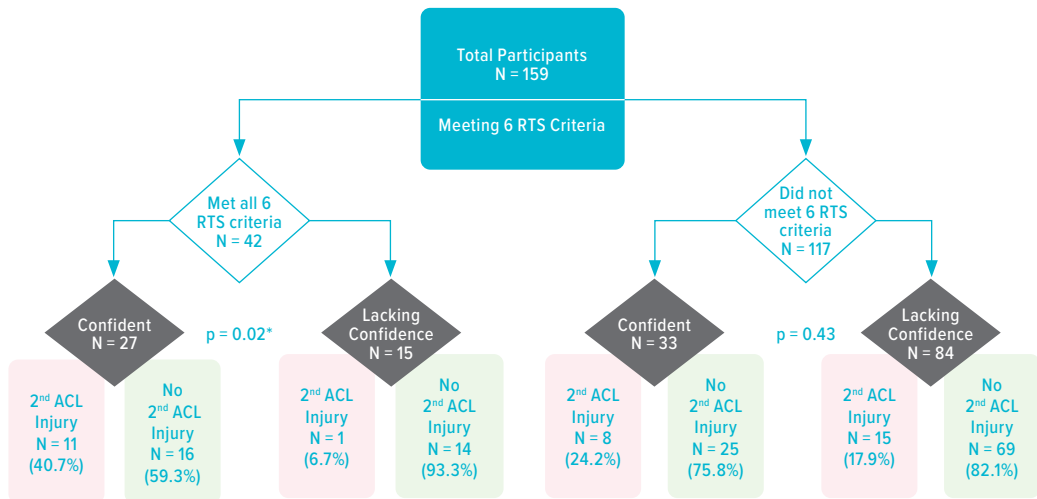 Total Participants
N = 159
Meeting 6 RTS Criteria
Met all 6
RTS criteria
N = 42
Did not
meet 6 RTS
criteria
N = 117
Confident
N = 27
p = 0.02*
Lacking
Confidence
N = 15
Confident
N = 33
p = 0.43
Lacking
Confidence
N = 84
2nd ACL
Injury
N = 11
(40.7%)
No
2nd ACL
Injury
N = 16
(59.3%)
2nd ACL
Injury
N = 1
(6.7%)
No
2nd ACL
Injury
N = 14
(93.3%)
2nd ACL
Injury
N = 8
(24.2%)
No
2nd ACL
Injury
N = 25
(75.8%)
2nd ACL
Injury
N = 15
(17.9%)
No
2nd ACL
Injury
N = 69
(82.1%)